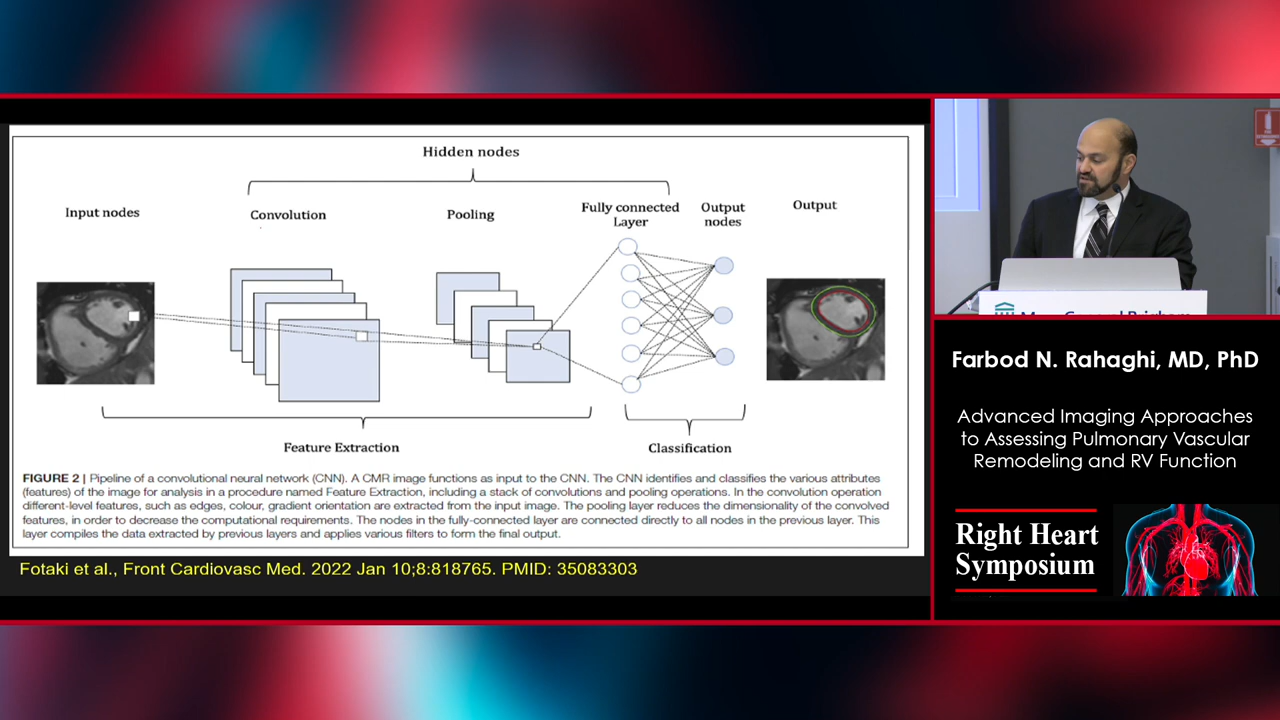 Hidden nodes
Input nodes
Convolution
Pooling
Fully connected
Layer
Output
nodes
Output
Feature Extraction
Classification
FIGURE 2 | Pipeline of a convolutional neural network (CNN). A CMR image functions as input to the CNN. The CNN identifies and classifies the various attributes
(features) of the image for analysis in a procedure named Feature Extraction, including a stack of convolutions and pooling operations. In the convolution operation
different-level features, such as edges, colour, gradient orientation are extracted from the input image. The pooling layer reduces the dimensionality of the convolved
features, in order to decrease the computational requirements. The nodes in the fully-connected layer are connected directly to all nodes in the previous layer. This
layer compiles the data extracted by previous layers and applies various filters to form the final output.
Fotaki et al., Front Cardiovasc Med. 2022 Jan 10;8:818765. PMID: 35083303
Farbod N. Rahaghi, MD, PhD
Advanced Imaging Approaches
to Assessing Pulmonary Vascular
Remodeling and RV Function
Right Heart
Symposium